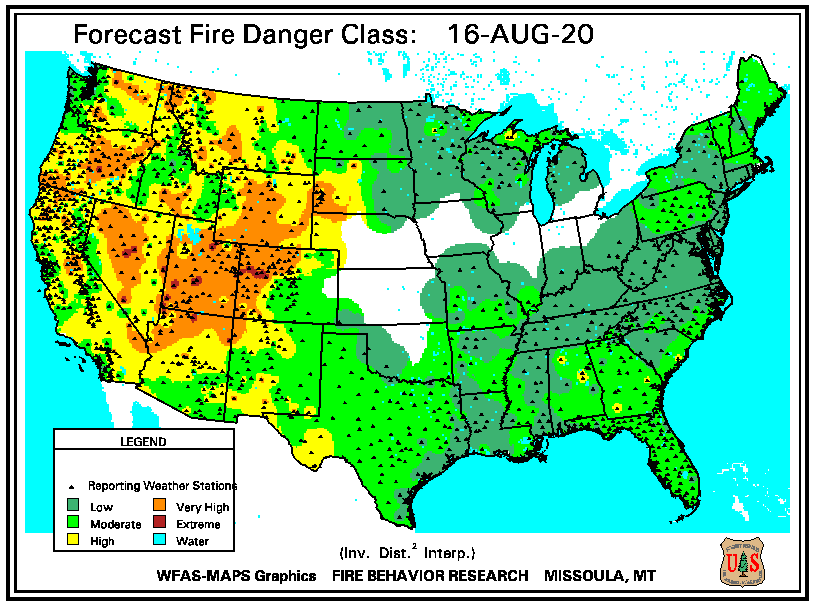 Forecast Fire Danger Class: 16-AUG-20
LEGEND
Reporting Weather Stations
Low Very High
Moderate Extreme
High Water
(Inv. Dist.² Interp.)
WFAS-MAPS Graphics FIRE BEHAVIOR RESEARCH MISSOULA, MT
U S